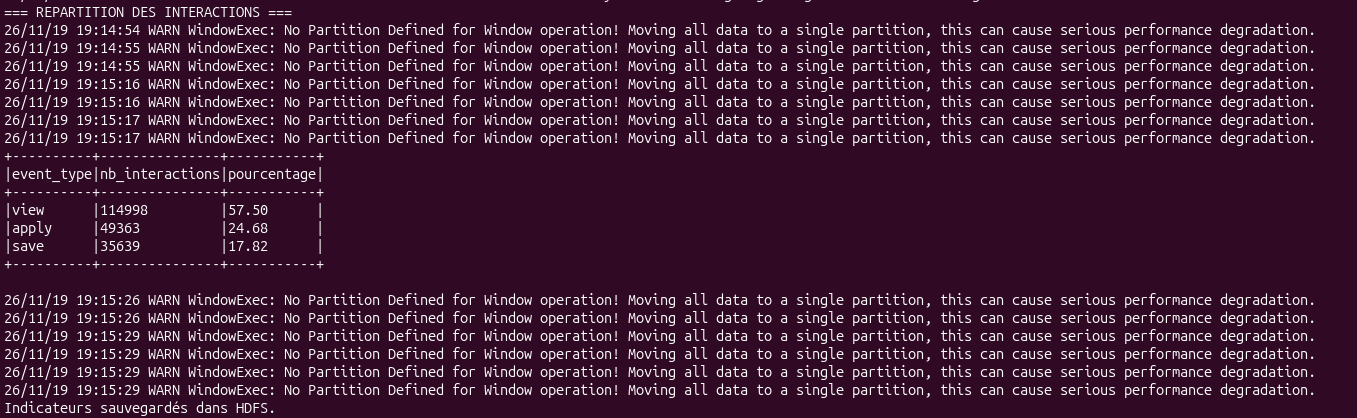 === REPARTITION DES INTERACTIONS ===
26/11/19 19:14:54 WARN WindowExec: No Partition Defined for Window operation! Moving all data to a single partition, this can cause serious performance degradation.
26/11/19 19:14:55 WARN WindowExec: No Partition Defined for Window operation! Moving all data to a single partition, this can cause serious performance degradation.
26/11/19 19:14:55 WARN WindowExec: No Partition Defined for Window operation! Moving all data to a single partition, this can cause serious performance degradation.
26/11/19 19:15:16 WARN WindowExec: No Partition Defined for Window operation! Moving all data to a single partition, this can cause serious performance degradation.
26/11/19 19:15:16 WARN WindowExec: No Partition Defined for Window operation! Moving all data to a single partition, this can cause serious performance degradation.
26/11/19 19:15:17 WARN WindowExec: No Partition Defined for Window operation! Moving all data to a single partition, this can cause serious performance degradation.
26/11/19 19:15:17 WARN WindowExec: No Partition Defined for Window operation! Moving all data to a single partition, this can cause serious performance degradation.
+----------+---------------+-----------+
|event_type|nb_interactions|pourcentage|
+----------+---------------+-----------+
|view      |114998         |57.50      |
|apply     |49363          |24.68      |
|save      |35639          |17.82      |
+----------+---------------+-----------+
26/11/19 19:15:26 WARN WindowExec: No Partition Defined for Window operation! Moving all data to a single partition, this can cause serious performance degradation.
26/11/19 19:15:26 WARN WindowExec: No Partition Defined for Window operation! Moving all data to a single partition, this can cause serious performance degradation.
26/11/19 19:15:29 WARN WindowExec: No Partition Defined for Window operation! Moving all data to a single partition, this can cause serious performance degradation.
26/11/19 19:15:29 WARN WindowExec: No Partition Defined for Window operation! Moving all data to a single partition, this can cause serious performance degradation.
26/11/19 19:15:29 WARN WindowExec: No Partition Defined for Window operation! Moving all data to a single partition, this can cause serious performance degradation.
26/11/19 19:15:29 WARN WindowExec: No Partition Defined for Window operation! Moving all data to a single partition, this can cause serious performance degradation.
Indicateurs sauvegardés dans HDFS.